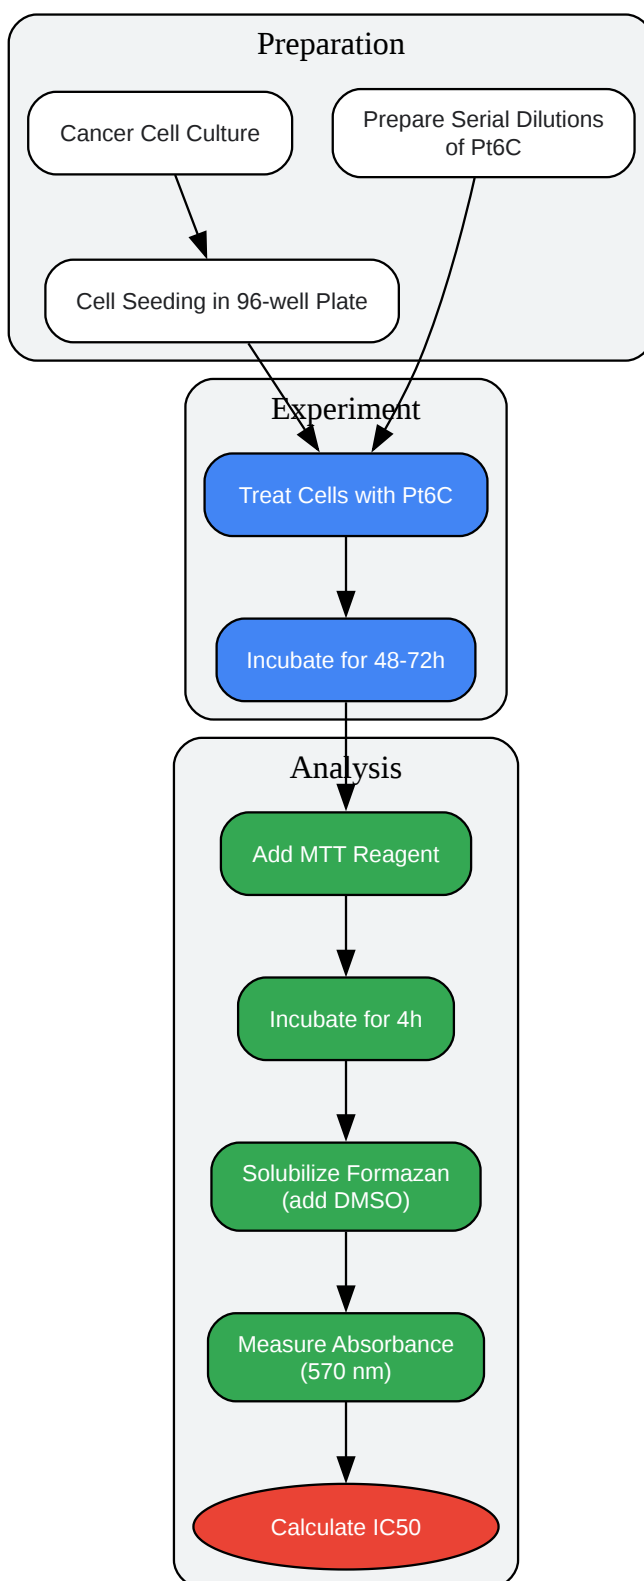 Preparation
Cancer Cell Culture
Prepare Serial Dilutions
of Pt6C
Cell Seeding in 96-well Plate
Experiment
Treat Cells with Pt6C
Incubate for 48-72h
Analysis
Add MTT Reagent
Incubate for 4h
Solubilize Formazan
(add DMSO)
Measure Absorbance
(570 nm)
Calculate IC50